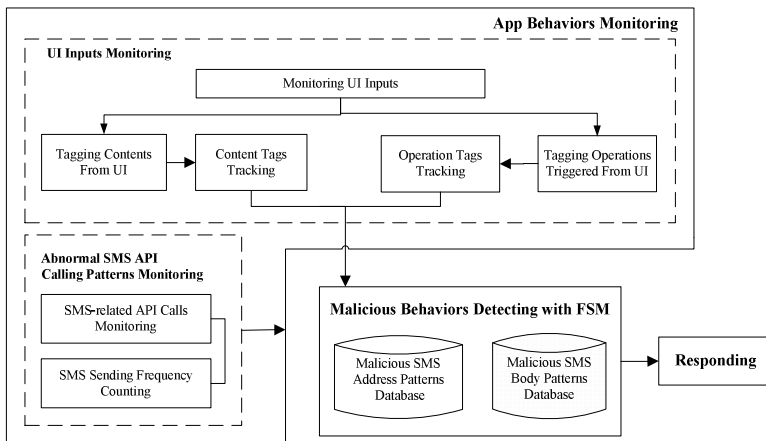 App Behaviors Monitoring
UI Inputs Monitoring
Monitoring UI Inputs
Tagging Contents
From UI
Content Tags
Tracking
Operation Tags
Tracking
Tagging Operations
Triggered From UI
Abnormal SMS API
Calling Patterns Monitoring
SMS-related API Calls
Monitoring
SMS Sending Frequency
Counting
Malicious Behaviors Detecting with FSM
Malicious SMS
Address Patterns
Database
Malicious SMS
Body Patterns
Database
Responding